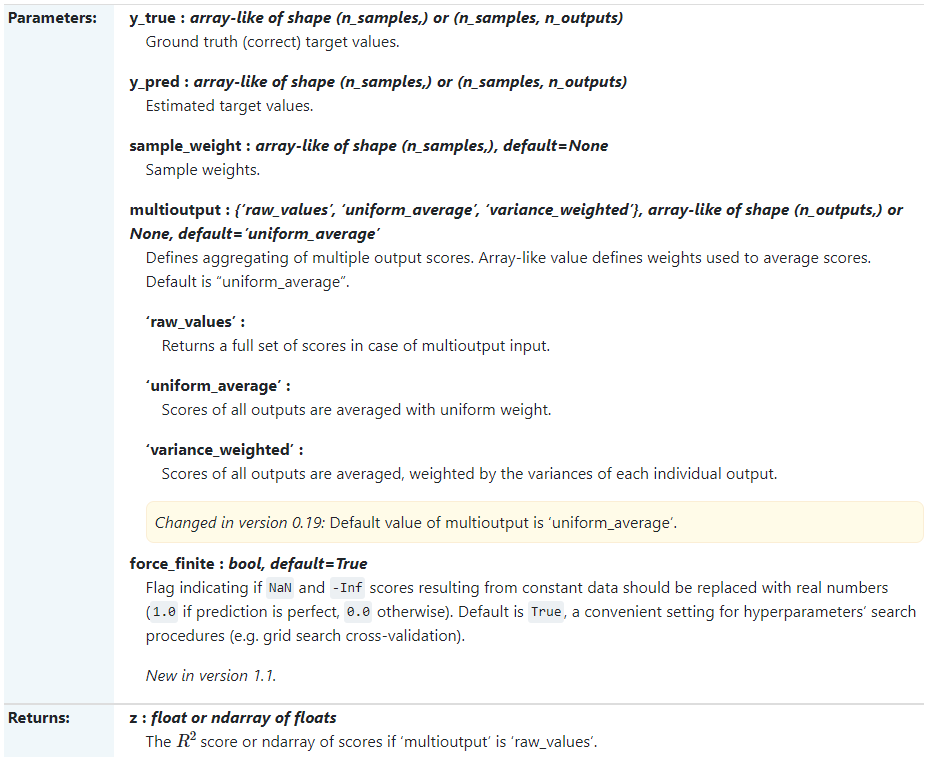 Parameters:
y_true : array-like of shape (n_samples,) or (n_samples, n_outputs)
Ground truth (correct) target values.
y_pred : array-like of shape (n_samples,) or (n_samples, n_outputs)
Estimated target values.
sample_weight : array-like of shape (n_samples,), default=None
Sample weights.
multioutput : {‘raw_values’, ‘uniform_average’, ‘variance_weighted’}, array-like of shape (n_outputs,) or
None, default=’uniform_average’
Defines aggregating of multiple output scores. Array-like value defines weights used to average scores.
Default is “uniform_average”.
‘raw_values’ :
Returns a full set of scores in case of multioutput input.
‘uniform_average’ :
Scores of all outputs are averaged with uniform weight.
‘variance_weighted’ :
Scores of all outputs are averaged, weighted by the variances of each individual output.
Changed in version 0.19: Default value of multioutput is ‘uniform_average’.
force_finite : bool, default=True
Flag indicating if NaN and -Inf scores resulting from constant data should be replaced with real numbers
(1.0 if prediction is perfect, 0.0 otherwise). Default is True, a convenient setting for hyperparameters’ search
procedures (e.g. grid search cross-validation).
New in version 1.1.
Returns:
z : float or ndarray of floats
The R² score or ndarray of scores if ‘multioutput’ is ‘raw_values’.